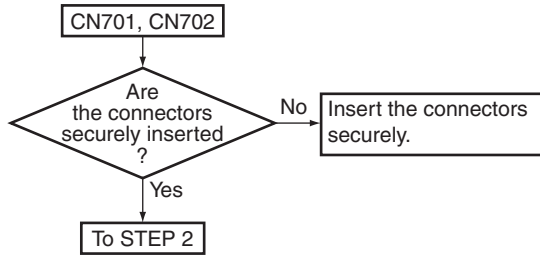 CN701, CN702
Are
the connectors
securely inserted
?
No
Insert the connectors
securely.
Yes
To STEP 2